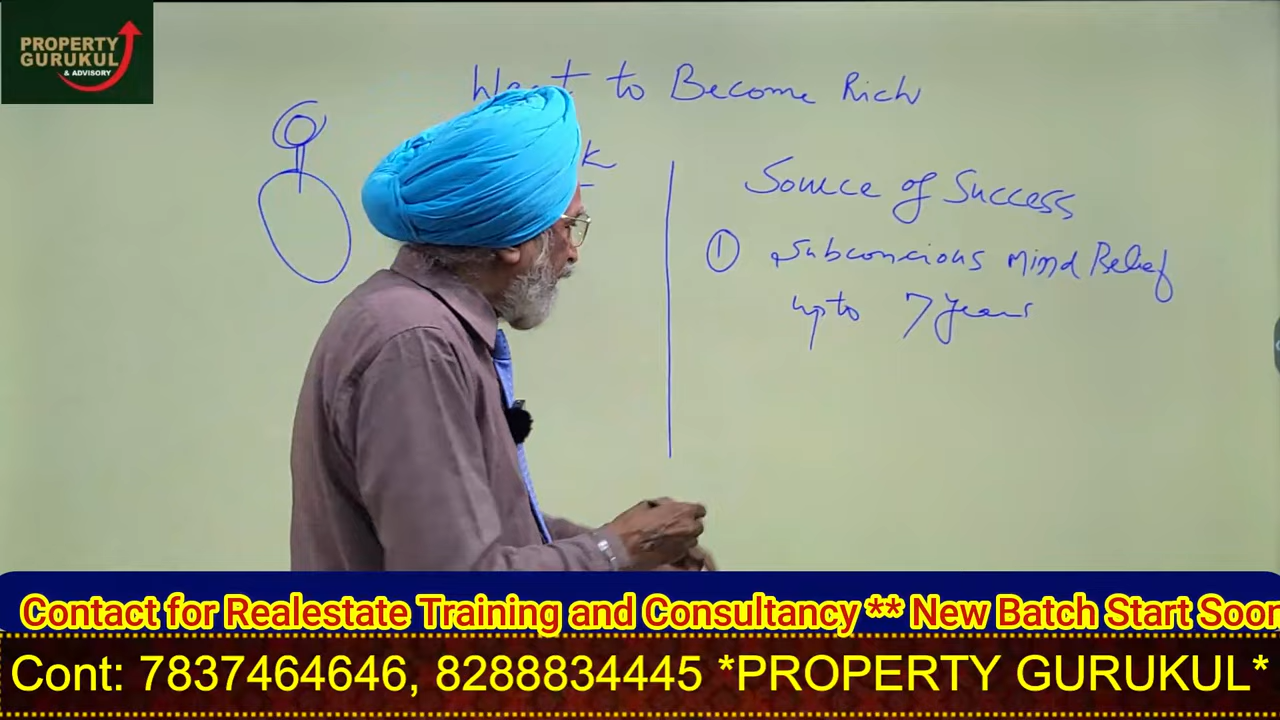 PROPERTY
GURUKUL
& ADVISORY
to Become Rich
Source of Success
① Subconcious mind Belief
upto 7 years
Contact for Realestate Training and Consultancy ** New Batch Start Soon
Cont: 7837464646, 8288834445 *PROPERTY GURUKUL*